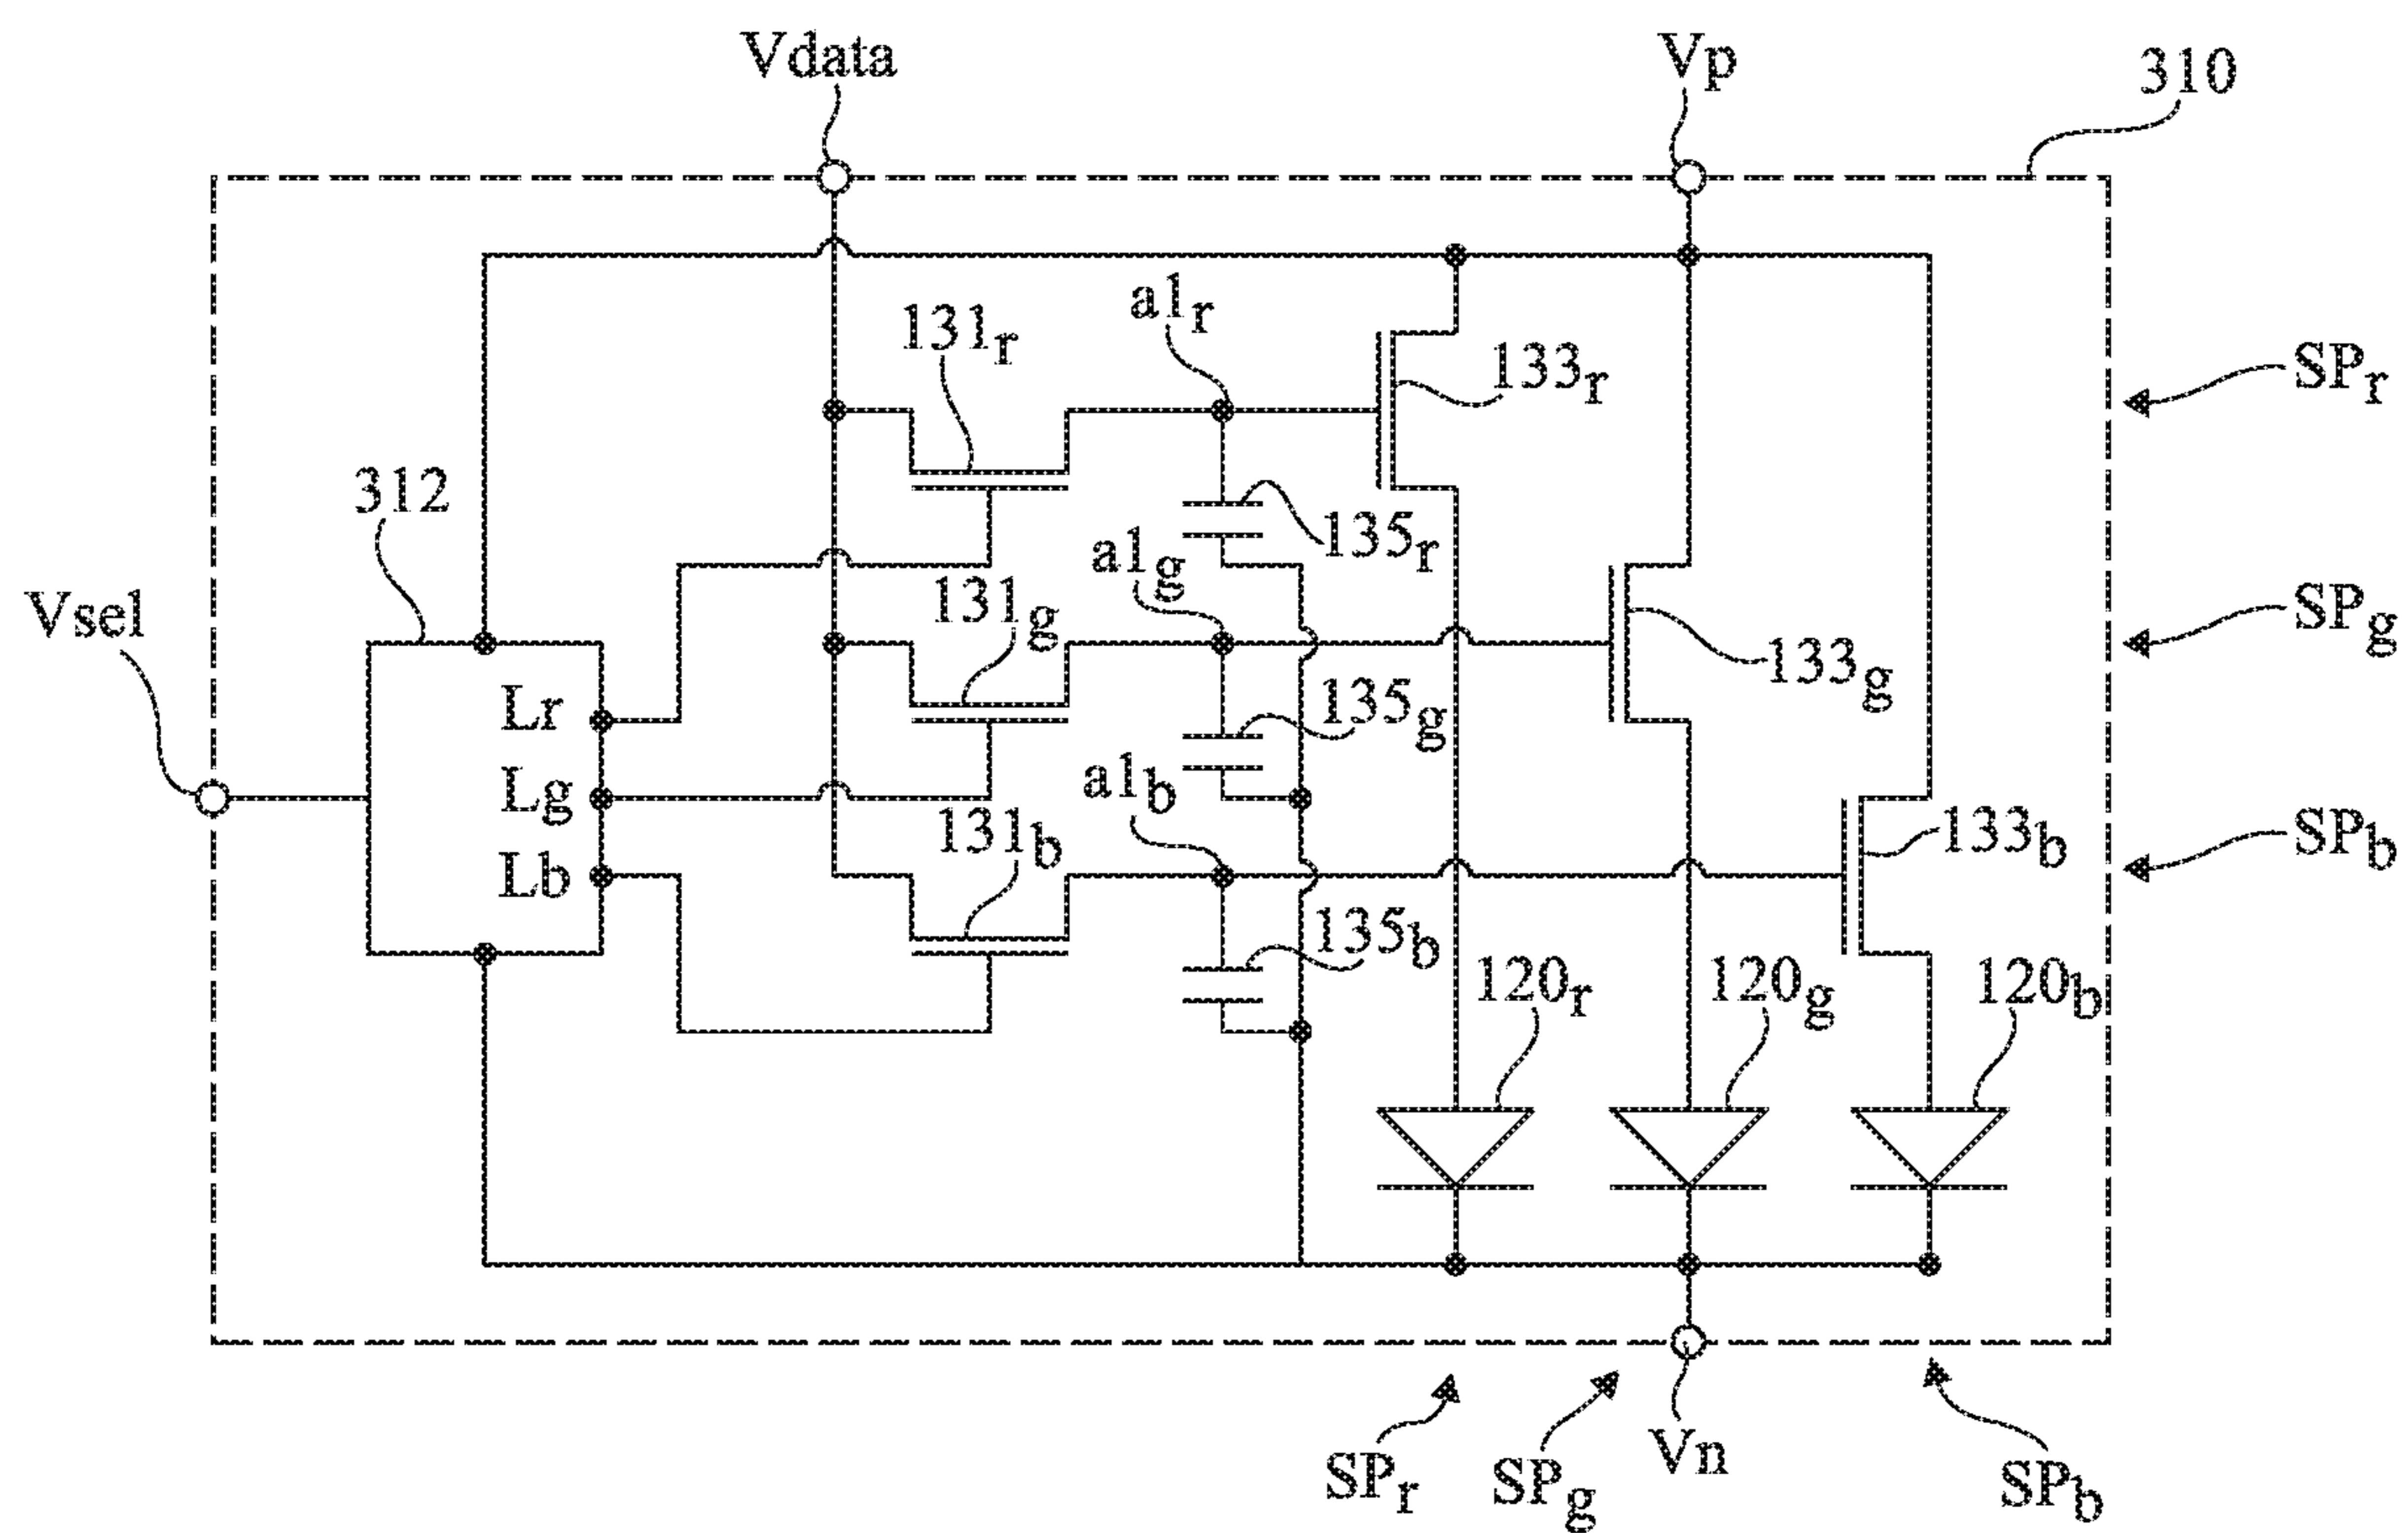 Vdata
Vp
310
a1r
131r
133r
SPr
312
135r
a1g
131g
Vsel
SPg
133g
Lr
135g
Lg
a1b
131b
133b
SPb
Lb
135b
120r
120g
120b
Vn
SPr
SPg
SPb